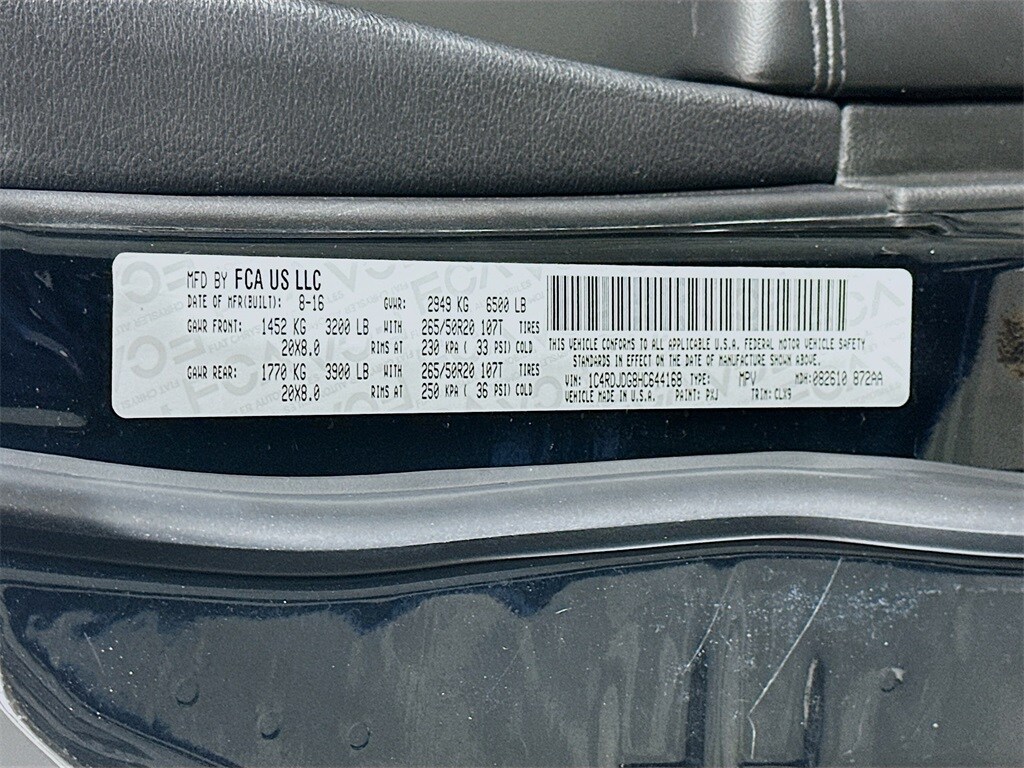 MFD BY FCA US LLC
DATE OF MFR(BUILT): 8-16 GVWR: 2949 KG 6500 LB
GAWR FRONT: 1452 KG 3200 LB WITH 265/50R20 107T TIRES
20X8.0 RIMS AT 230 KPA ( 33 PSI) COLD
GAWR REAR: 1770 KG 3900 LB WITH 265/50R20 107T TIRES
20X8.0 RIMS AT 250 KPA ( 36 PSI) COLD
THIS VEHICLE CONFORMS TO ALL APPLICABLE U.S.A. FEDERAL MOTOR VEHICLE SAFETY
STANDARDS IN EFFECT ON THE DATE OF MANUFACTURE SHOWN ABOVE.
VIN: 1C4RDJDG8HC644168 TYPE: MPV MDH: 082610 872AA
VEHICLE MADE IN U.S.A. PAINT: PXJ TRIM: CLX9